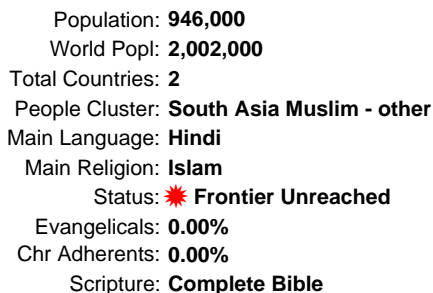 Population: 946,000
World Popl: 2,002,000
Total Countries: 2
People Cluster: South Asia Muslim - other
Main Language: Hindi
Main Religion: Islam
Status: Frontier Unreached
Evangelicals: 0.00%
Chr Adherents: 0.00%
Scripture: Complete Bible